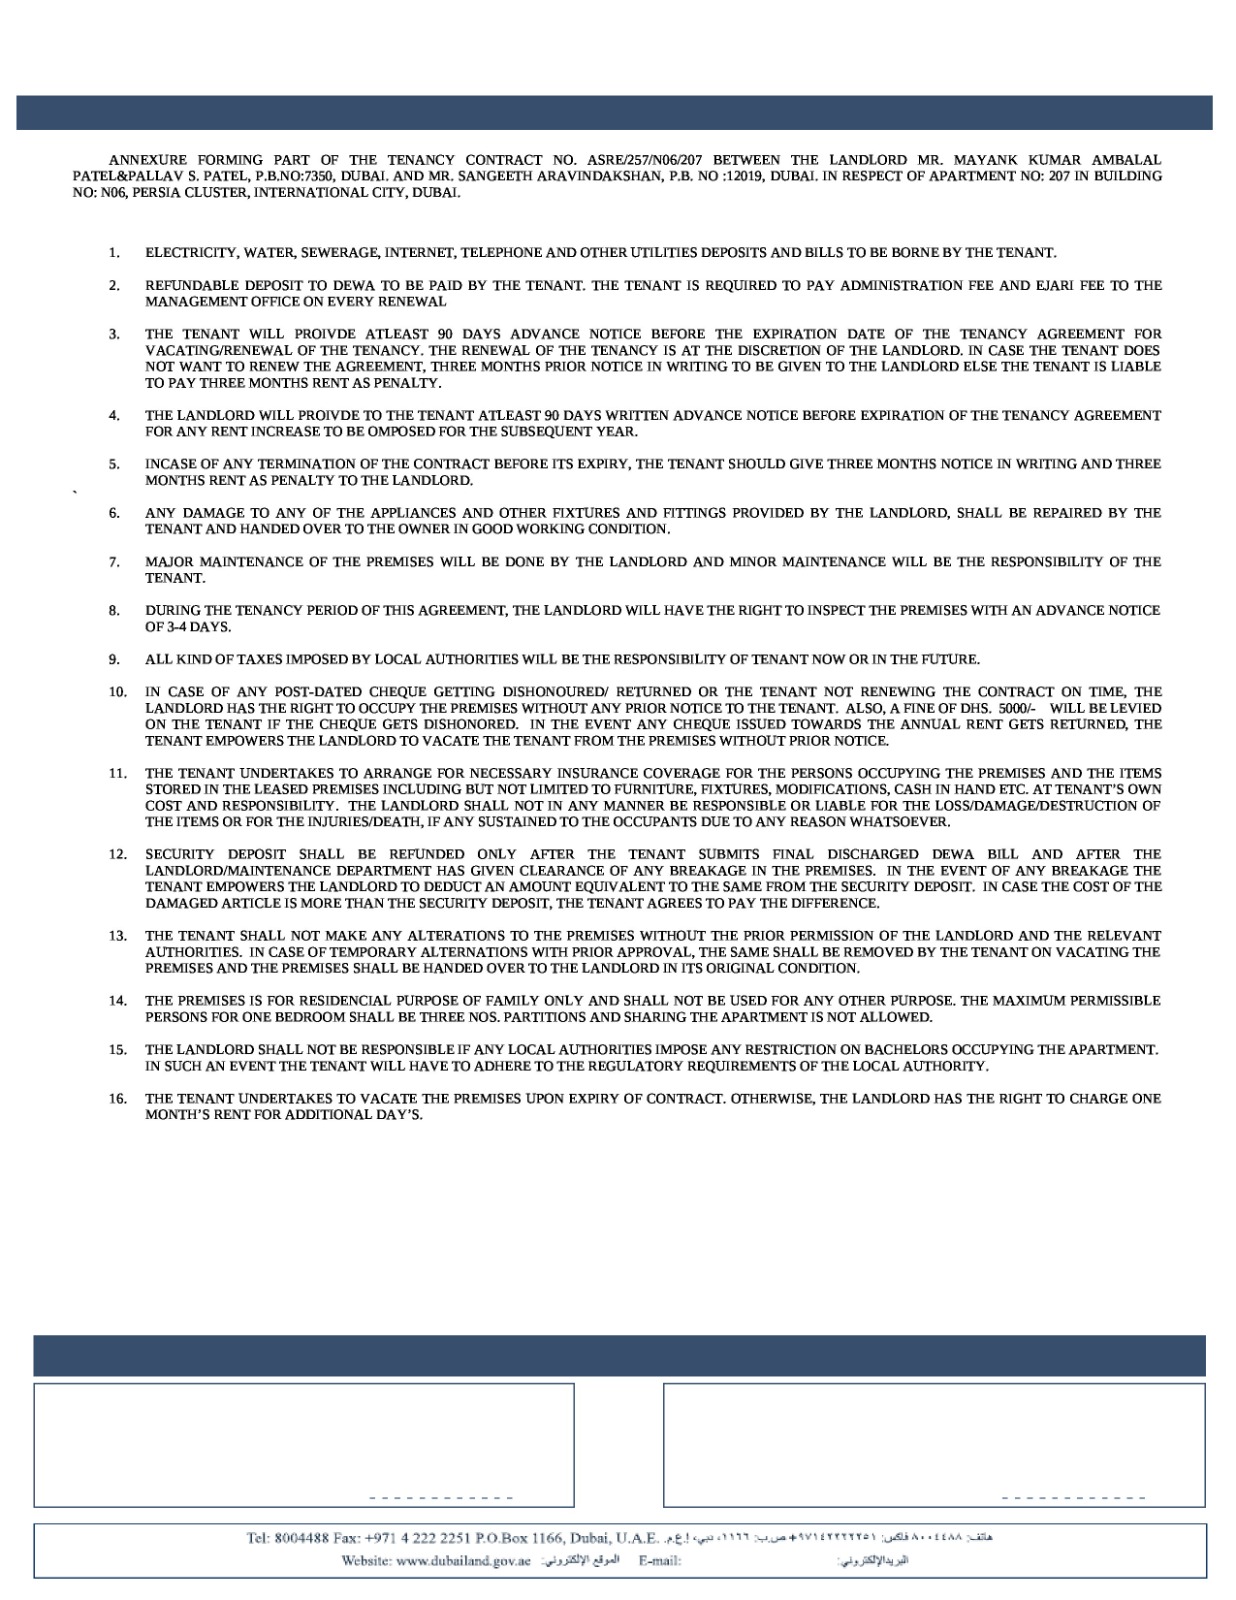 ANNEXURE FORMING PART OF THE TENANCY CONTRACT NO. ASRE/257/N06/207 BETWEEN THE LANDLORD MR. MAYANK KUMAR AMBALAL
PATEL&PALLAV S. PATEL, P.B.NO:7350, DUBAI. AND MR. SANGEETH ARAVINDAKSHAN, P.B. NO :12019, DUBAI. IN RESPECT OF APARTMENT NO: 207 IN BUILDING
NO: N06, PERSIA CLUSTER, INTERNATIONAL CITY, DUBAI.
1. ELECTRICITY, WATER, SEWERAGE, INTERNET, TELEPHONE AND OTHER UTILITIES DEPOSITS AND BILLS TO BE BORNE BY THE TENANT.
2. REFUNDABLE DEPOSIT TO DEWA TO BE PAID BY THE TENANT. THE TENANT IS REQUIRED TO PAY ADMINISTRATION FEE AND EJARI FEE TO THE
MANAGEMENT OFFICE ON EVERY RENEWAL
3. THE TENANT WILL PROIVDE ATLEAST 90 DAYS ADVANCE NOTICE BEFORE THE EXPIRATION DATE OF THE TENANCY AGREEMENT FOR
VACATING/RENEWAL OF THE TENANCY. THE RENEWAL OF THE TENANCY IS AT THE DISCRETION OF THE LANDLORD. IN CASE THE TENANT DOES
NOT WANT TO RENEW THE AGREEMENT, THREE MONTHS PRIOR NOTICE IN WRITING TO BE GIVEN TO THE LANDLORD ELSE THE TENANT IS LIABLE
TO PAY THREE MONTHS RENT AS PENALTY.
4. THE LANDLORD WILL PROIVDE TO THE TENANT ATLEAST 90 DAYS WRITTEN ADVANCE NOTICE BEFORE EXPIRATION OF THE TENANCY AGREEMENT
FOR ANY RENT INCREASE TO BE OMPOSED FOR THE SUBSEQUENT YEAR.
5. INCASE OF ANY TERMINATION OF THE CONTRACT BEFORE ITS EXPIRY, THE TENANT SHOULD GIVE THREE MONTHS NOTICE IN WRITING AND THREE
MONTHS RENT AS PENALTY TO THE LANDLORD.
`
6. ANY DAMAGE TO ANY OF THE APPLIANCES AND OTHER FIXTURES AND FITTINGS PROVIDED BY THE LANDLORD, SHALL BE REPAIRED BY THE
TENANT AND HANDED OVER TO THE OWNER IN GOOD WORKING CONDITION.
7. MAJOR MAINTENANCE OF THE PREMISES WILL BE DONE BY THE LANDLORD AND MINOR MAINTENANCE WILL BE THE RESPONSIBILITY OF THE
TENANT.
8. DURING THE TENANCY PERIOD OF THIS AGREEMENT, THE LANDLORD WILL HAVE THE RIGHT TO INSPECT THE PREMISES WITH AN ADVANCE NOTICE
OF 3-4 DAYS.
9. ALL KIND OF TAXES IMPOSED BY LOCAL AUTHORITIES WILL BE THE RESPONSIBILITY OF TENANT NOW OR IN THE FUTURE.
10. IN CASE OF ANY POST-DATED CHEQUE GETTING DISHONOURED/ RETURNED OR THE TENANT NOT RENEWING THE CONTRACT ON TIME, THE
LANDLORD HAS THE RIGHT TO OCCUPY THE PREMISES WITHOUT ANY PRIOR NOTICE TO THE TENANT. ALSO, A FINE OF DHS. 5000/- WILL BE LEVIED
ON THE TENANT IF THE CHEQUE GETS DISHONORED. IN THE EVENT ANY CHEQUE ISSUED TOWARDS THE ANNUAL RENT GETS RETURNED, THE
TENANT EMPOWERS THE LANDLORD TO VACATE THE TENANT FROM THE PREMISES WITHOUT PRIOR NOTICE.
11. THE TENANT UNDERTAKES TO ARRANGE FOR NECESSARY INSURANCE COVERAGE FOR THE PERSONS OCCUPYING THE PREMISES AND THE ITEMS
STORED IN THE LEASED PREMISES INCLUDING BUT NOT LIMITED TO FURNITURE, FIXTURES, MODIFICATIONS, CASH IN HAND ETC. AT TENANT'S OWN
COST AND RESPONSIBILITY. THE LANDLORD SHALL NOT IN ANY MANNER BE RESPONSIBLE OR LIABLE FOR THE LOSS/DAMAGE/DESTRUCTION OF
THE ITEMS OR FOR THE INJURIES/DEATH, IF ANY SUSTAINED TO THE OCCUPANTS DUE TO ANY REASON WHATSOEVER.
12. SECURITY DEPOSIT SHALL BE REFUNDED ONLY AFTER THE TENANT SUBMITS FINAL DISCHARGED DEWA BILL AND AFTER THE
LANDLORD/MAINTENANCE DEPARTMENT HAS GIVEN CLEARANCE OF ANY BREAKAGE IN THE PREMISES. IN THE EVENT OF ANY BREAKAGE THE
TENANT EMPOWERS THE LANDLORD TO DEDUCT AN AMOUNT EQUIVALENT TO THE SAME FROM THE SECURITY DEPOSIT. IN CASE THE COST OF THE
DAMAGED ARTICLE IS MORE THAN THE SECURITY DEPOSIT, THE TENANT AGREES TO PAY THE DIFFERENCE.
13. THE TENANT SHALL NOT MAKE ANY ALTERATIONS TO THE PREMISES WITHOUT THE PRIOR PERMISSION OF THE LANDLORD AND THE RELEVANT
AUTHORITIES. IN CASE OF TEMPORARY ALTERNATIONS WITH PRIOR APPROVAL, THE SAME SHALL BE REMOVED BY THE TENANT ON VACATING THE
PREMISES AND THE PREMISES SHALL BE HANDED OVER TO THE LANDLORD IN ITS ORIGINAL CONDITION.
14. THE PREMISES IS FOR RESIDENCIAL PURPOSE OF FAMILY ONLY AND SHALL NOT BE USED FOR ANY OTHER PURPOSE. THE MAXIMUM PERMISSIBLE
PERSONS FOR ONE BEDROOM SHALL BE THREE NOS. PARTITIONS AND SHARING THE APARTMENT IS NOT ALLOWED.
15. THE LANDLORD SHALL NOT BE RESPONSIBLE IF ANY LOCAL AUTHORITIES IMPOSE ANY RESTRICTION ON BACHELORS OCCUPYING THE APARTMENT.
IN SUCH AN EVENT THE TENANT WILL HAVE TO ADHERE TO THE REGULATORY REQUIREMENTS OF THE LOCAL AUTHORITY.
16. THE TENANT UNDERTAKES TO VACATE THE PREMISES UPON EXPIRY OF CONTRACT. OTHERWISE, THE LANDLORD HAS THE RIGHT TO CHARGE ONE
MONTH'S RENT FOR ADDITIONAL DAY'S.
Tel: 8004488 Fax: +971 4 222 2251 P.O.Box 1166, Dubai, U.A.E. هاتف: ٨٠٠٤٤٨٨ فاكس: ٩٧١٤٢٢٢٢٢٥١+ ص.ب: ١١٦٦، دبي، إ.ع.م.
Website: www.dubailand.gov.ae الموقع الإلكتروني: E-mail: البريدالإلكتروني: